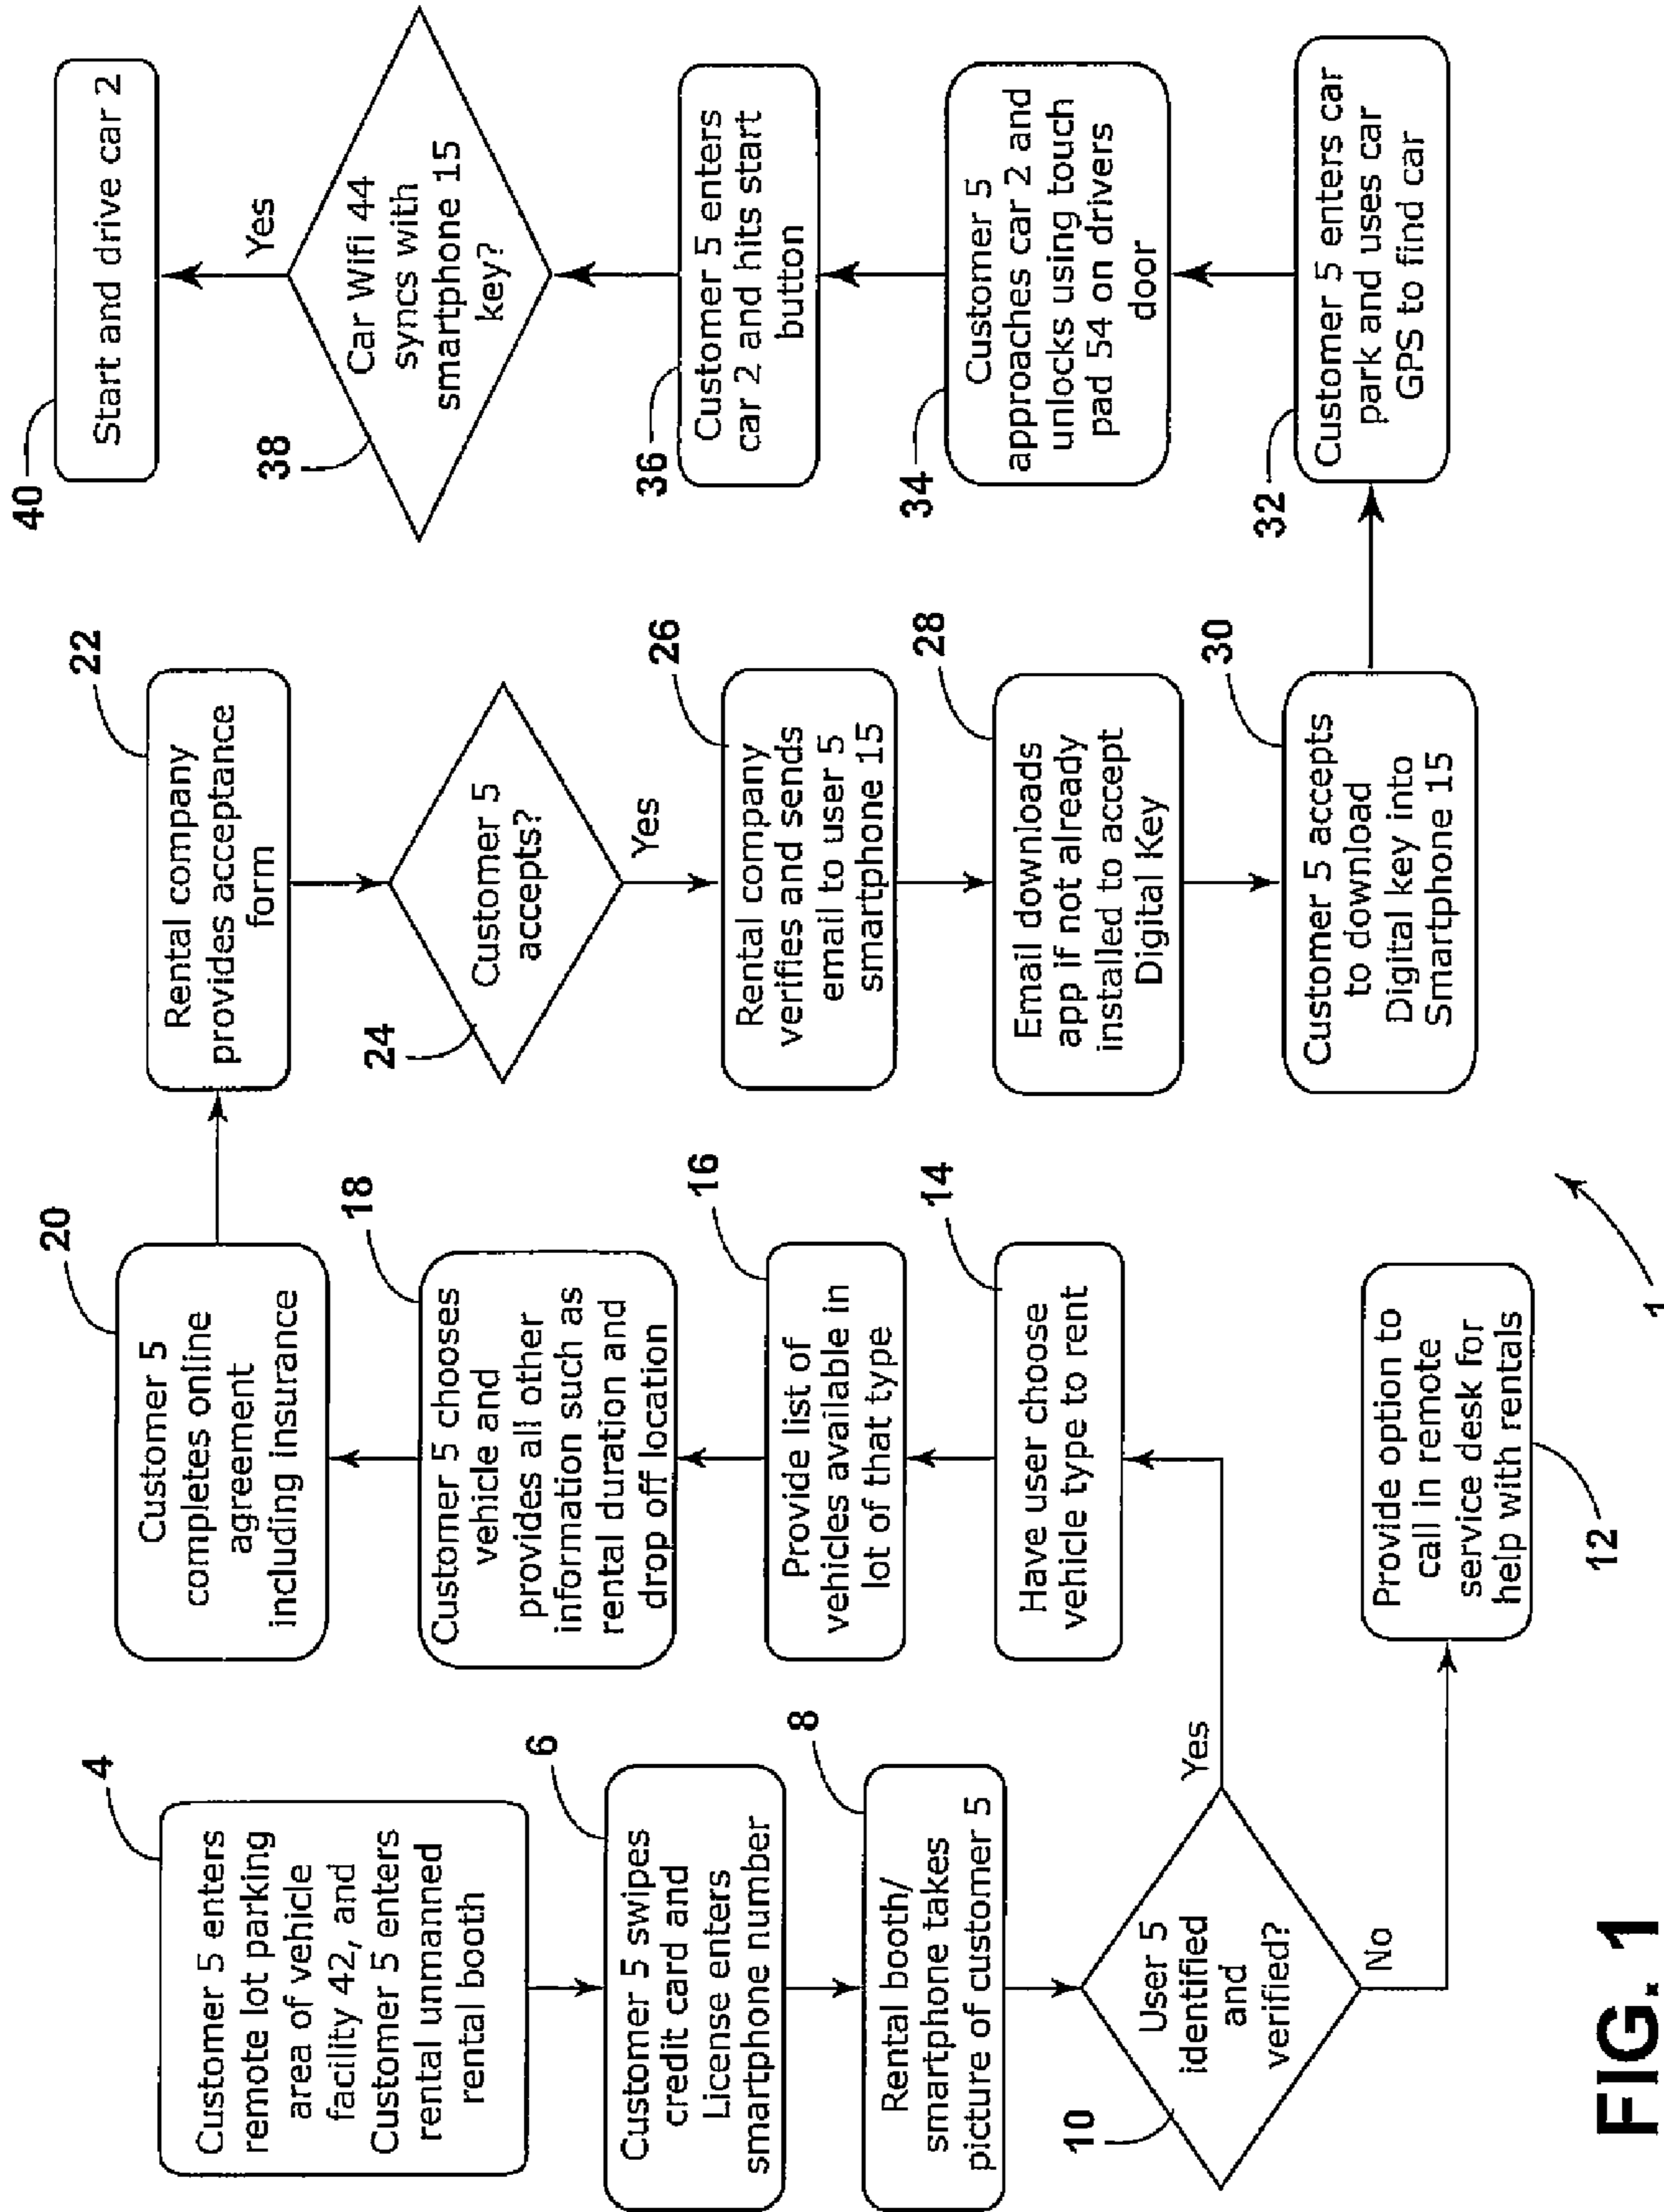 4
Customer 5 enters
remote lot parking
area of vehicle
facility 42, and
Customer 5 enters
rental unmanned
rental booth
6
Customer 5 swipes
credit card and
License enters
smartphone number
8
Rental booth/
smartphone takes
picture of customer 5
10
User 5
identified
and
verified?
Yes
No
12
Provide option to
call in remote
service desk for
help with rentals
14
Have user choose
vehicle type to rent
16
Provide list of
vehicles available in
lot of that type
18
Customer 5 chooses
vehicle and
provides all other
information such as
rental duration and
drop off location
20
Customer 5
completes online
agreement
including insurance
22
Rental company
provides acceptance
form
24
Customer 5
accepts?
Yes
26
Rental company
verifies and sends
email to user 5
smartphone 15
28
Email downloads
app if not already
installed to accept
Digital Key
30
Customer 5 accepts
to download
Digital key into
Smartphone 15
32
Customer 5 enters car
park and uses car
GPS to find car
34
Customer 5
approaches car 2 and
unlocks using touch
pad 54 on drivers
door
36
Customer 5 enters
car 2 and hits start
button
38
Car Wifi 44
syncs with
smartphone 15
key?
Yes
40
Start and drive car 2
1
FIG. 1